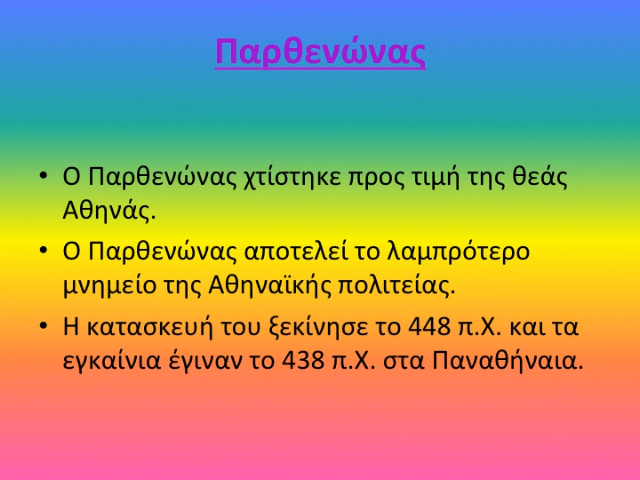 Παρθενώνας
• Ο Παρθενώνας χτίστηκε προς τιμή της θεάς
Αθηνάς.
• Ο Παρθενώνας αποτελεί το λαμπρότερο
μνημείο της Αθηναϊκής πολιτείας.
• Η κατασκευή του ξεκίνησε το 448 π.Χ. και τα
εγκαίνια έγιναν το 438 π.Χ. στα Παναθήναια.